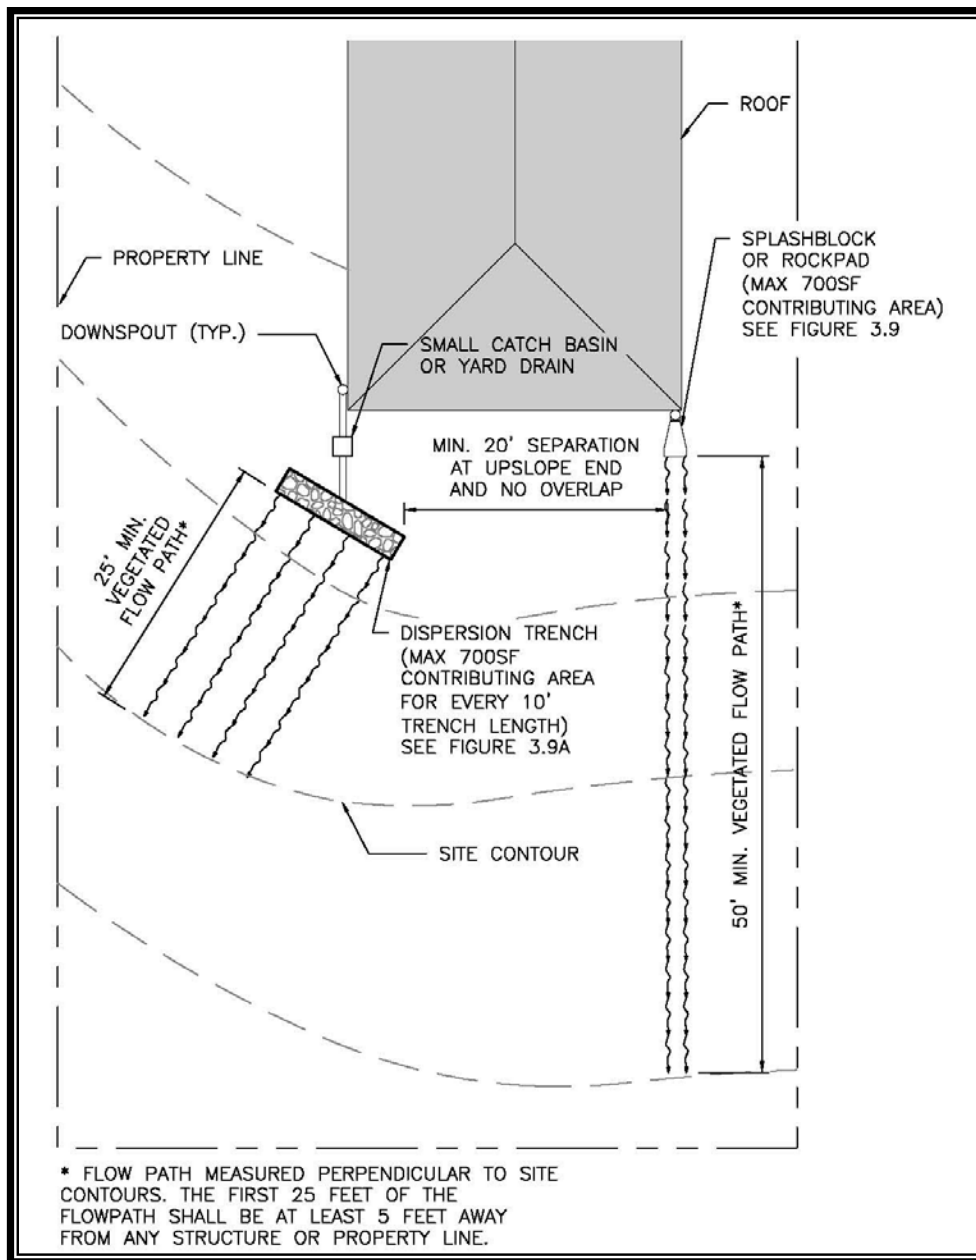 ROOF
SPLASHBLOCK
OR ROCKPAD
(MAX 700SF
CONTRIBUTING AREA)
SEE FIGURE 3.9
PROPERTY LINE
DOWNSPOUT (TYP.)
SMALL CATCH BASIN
OR YARD DRAIN
MIN. 20' SEPARATION
AT UPSLOPE END
AND NO OVERLAP
25' MIN.
VEGETATED
FLOW PATH*
DISPERSION TRENCH
(MAX 700SF
CONTRIBUTING AREA
FOR EVERY 10'
TRENCH LENGTH)
SEE FIGURE 3.9A
50' MIN. VEGETATED FLOW PATH*
SITE CONTOUR
* FLOW PATH MEASURED PERPENDICULAR TO SITE
CONTOURS. THE FIRST 25 FEET OF THE
FLOWPATH SHALL BE AT LEAST 5 FEET AWAY
FROM ANY STRUCTURE OR PROPERTY LINE.